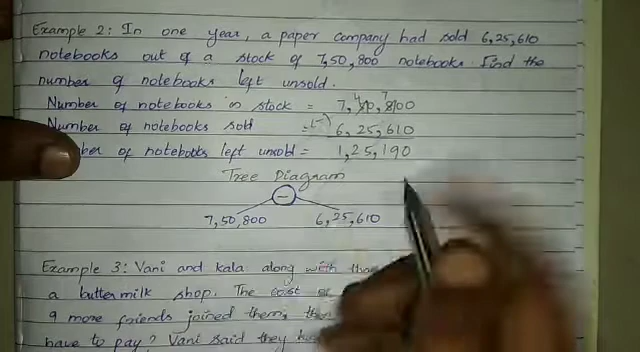 Example 2: In one year, a paper company had sold 6,25,610
notebooks out of a stock of 7,50,800 notebooks. Find the
number of notebooks left unsold.
Number of notebooks in stock = 7,50,800
Number of notebooks sold = (-) 6,25,610
ber of notebooks left unsold = 1,25,190
Tree Diagram
-
7,50,800 6,25,610
Example 3: Vani and kala along with
a buttermilk shop. The cost
9 more friends joined them, then
have to pay? Vani said they